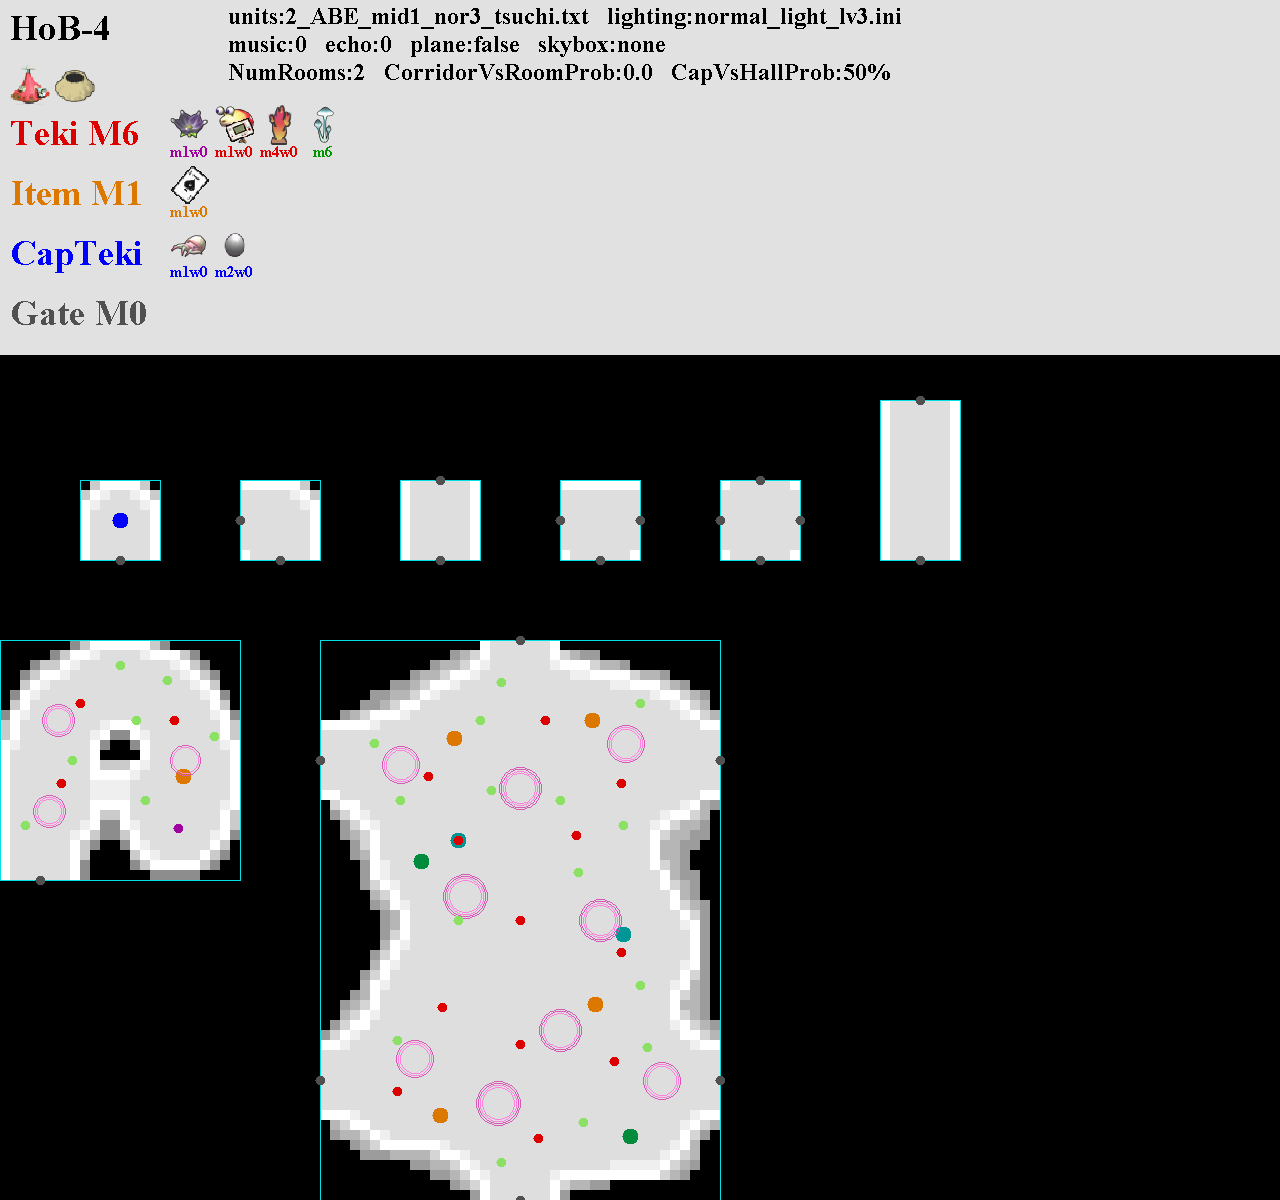 HoB-4
units:2_ABE_mid1_nor3_tsuchi.txt lighting:normal_light_lv3.ini
music:0 echo:0 plane:false skybox:none
NumRooms:2 CorridorVsRoomProb:0.0 CapVsHallProb:50%
Teki M6
m1w0 m1w0 m4w0 m6
Item M1
m1w0
CapTeki
m1w0 m2w0
Gate M0